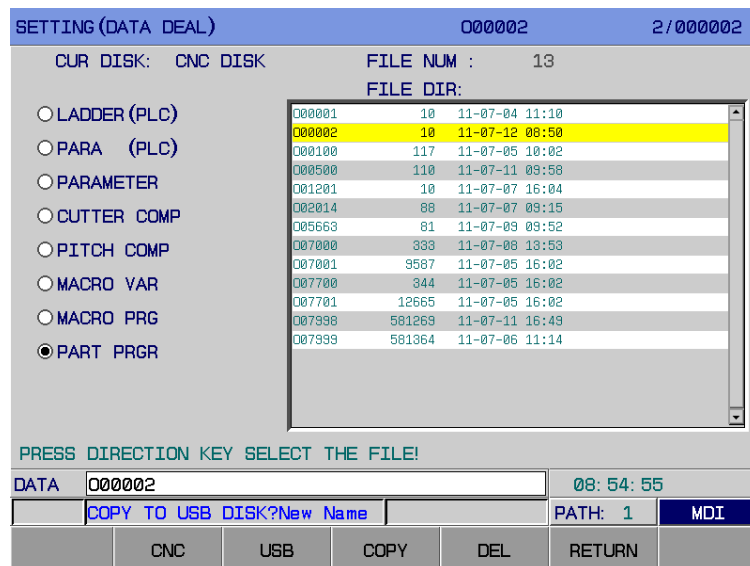 SETTING(DATA DEAL) O00002 2/000002
CUR DISK: CNC DISK FILE NUM : 13
FILE DIR:
LADDER(PLC)
PARA (PLC)
PARAMETER
CUTTER COMP
PITCH COMP
MACRO VAR
MACRO PRG
PART PRGR
O00001 10 11-07-04 11:10
O00002 10 11-07-12 08:50
O00100 117 11-07-05 10:02
O00500 110 11-07-11 09:58
O01201 10 11-07-07 16:04
O02014 88 11-07-07 09:15
O05663 81 11-07-09 09:52
O07000 333 11-07-08 13:53
O07001 9587 11-07-05 16:02
O07700 344 11-07-05 16:02
O07701 12665 11-07-05 16:02
O07998 581269 11-07-11 16:49
O07999 581364 11-07-06 11:14
PRESS DIRECTION KEY SELECT THE FILE!
DATA O00002 08:54:55
COPY TO USB DISK?New Name PATH: 1 MDI
CNC USB COPY DEL RETURN